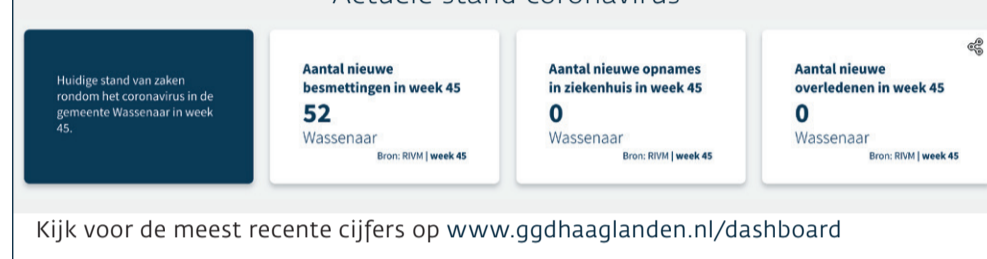 Actuele stand coronavirus
Huidige stand van zaken
rondom het coronavirus in de
gemeente Wassenaar in week
45.
Aantal nieuwe
besmettingen in week 45
52
Wassenaar
Bron: RIVM | week 45
Aantal nieuwe opnames
in ziekenhuis in week 45
0
Wassenaar
Bron: RIVM | week 45
Aantal nieuwe
overledenen in week 45
0
Wassenaar
Bron: RIVM | week 45
Kijk voor de meest recente cijfers op www.ggdhaaglanden.nl/dashboard